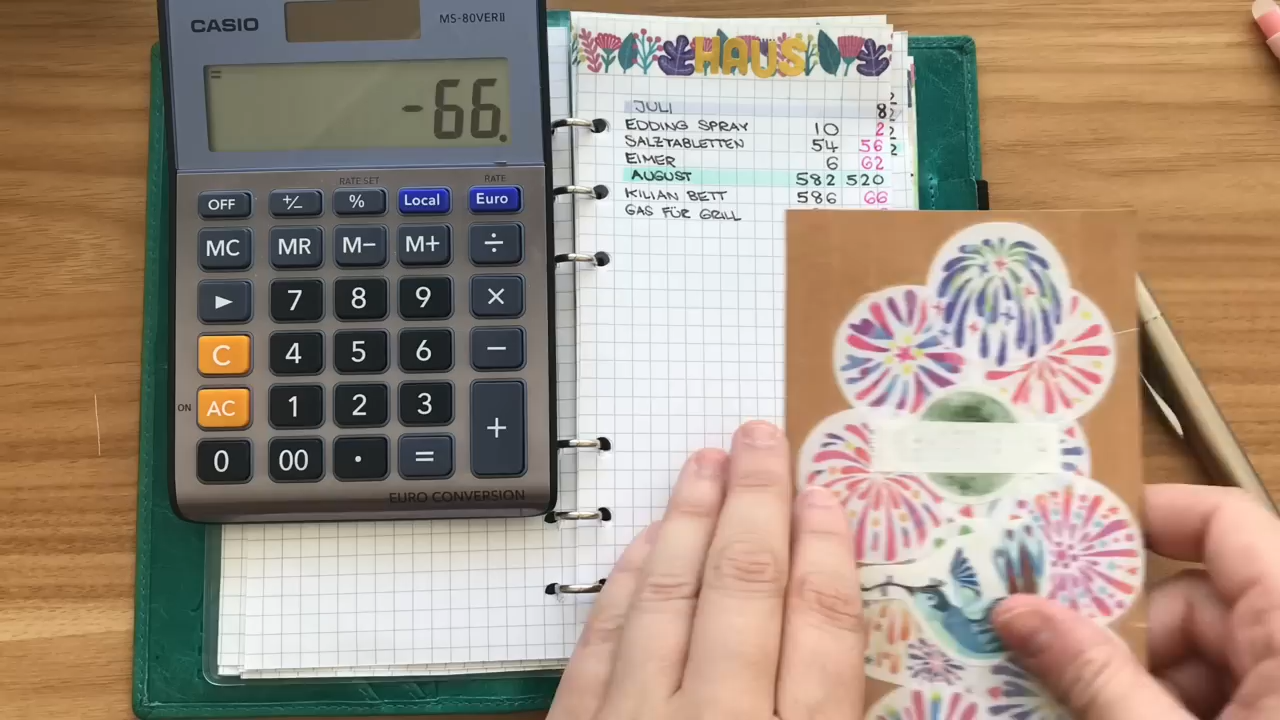 CASIO
MS-80VERII
-66.
RATE SET
RATE
OFF
+/−
%
Local
Euro
MC
MR
M−
M+
÷
▶
7
8
9
×
C
4
5
6
−
ON
AC
1
2
3
+
0
00
•
=
EURO CONVERSION
HAUS
JULI 8
EDDING SPRAY 10 2
SALZTABLETTEN 54 56
EIMER 6 62
AUGUST 582 520
KILIAN BETT 586 66
GAS FÜR GRILL